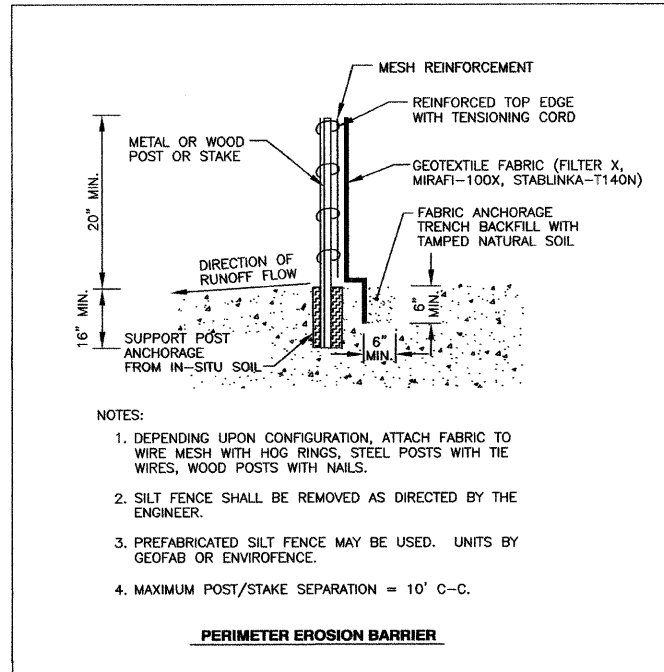 MESH REINFORCEMENT
REINFORCED TOP EDGE
WITH TENSIONING CORD
METAL OR WOOD
POST OR STAKE
GEOTEXTILE FABRIC (FILTER X,
MIRAFI-100X, STABLINKA-T140N)
20" MIN.
FABRIC ANCHORAGE
TRENCH BACKFILL WITH
TAMPED NATURAL SOIL
DIRECTION OF
RUNOFF FLOW
16" MIN.
6"
MIN.
SUPPORT POST
ANCHORAGE
FROM IN-SITU SOIL
6"
MIN.
NOTES:
1. DEPENDING UPON CONFIGURATION, ATTACH FABRIC TO
WIRE MESH WITH HOG RINGS, STEEL POSTS WITH TIE
WIRES, WOOD POSTS WITH NAILS.
2. SILT FENCE SHALL BE REMOVED AS DIRECTED BY THE
ENGINEER.
3. PREFABRICATED SILT FENCE MAY BE USED. UNITS BY
GEOFAB OR ENVIROFENCE.
4. MAXIMUM POST/STAKE SEPARATION = 10' C-C.
PERIMETER EROSION BARRIER